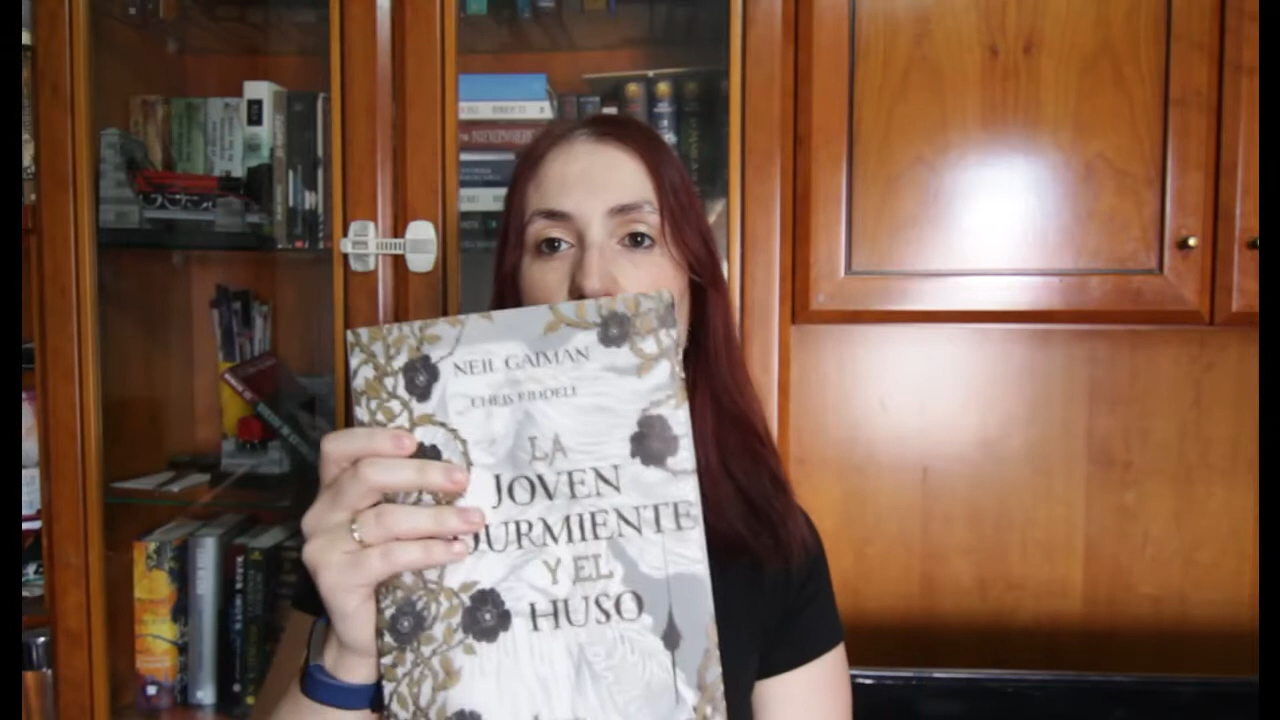 NEIL GAIMAN
CHRIS RIDDELL
LA
JOVEN
DURMIENTE
Y EL
HUSO